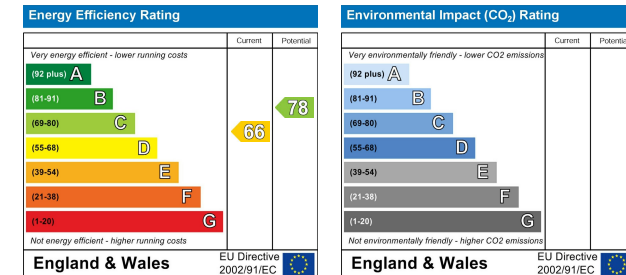 Energy Efficiency Rating
Current Potential
Very energy efficient - lower running costs
(92 plus) A
(81-91) B
(69-80) C
(55-68) D
(39-54) E
(21-38) F
(1-20) G
66
78
Not energy efficient - higher running costs
England & Wales
EU Directive
2002/91/EC
Environmental Impact (CO₂) Rating
Current Potential
Very environmentally friendly - lower CO2 emissions
(92 plus) A
(81-91) B
(69-80) C
(55-68) D
(39-54) E
(21-38) F
(1-20) G
Not environmentally friendly - higher CO2 emissions
England & Wales
EU Directive
2002/91/EC